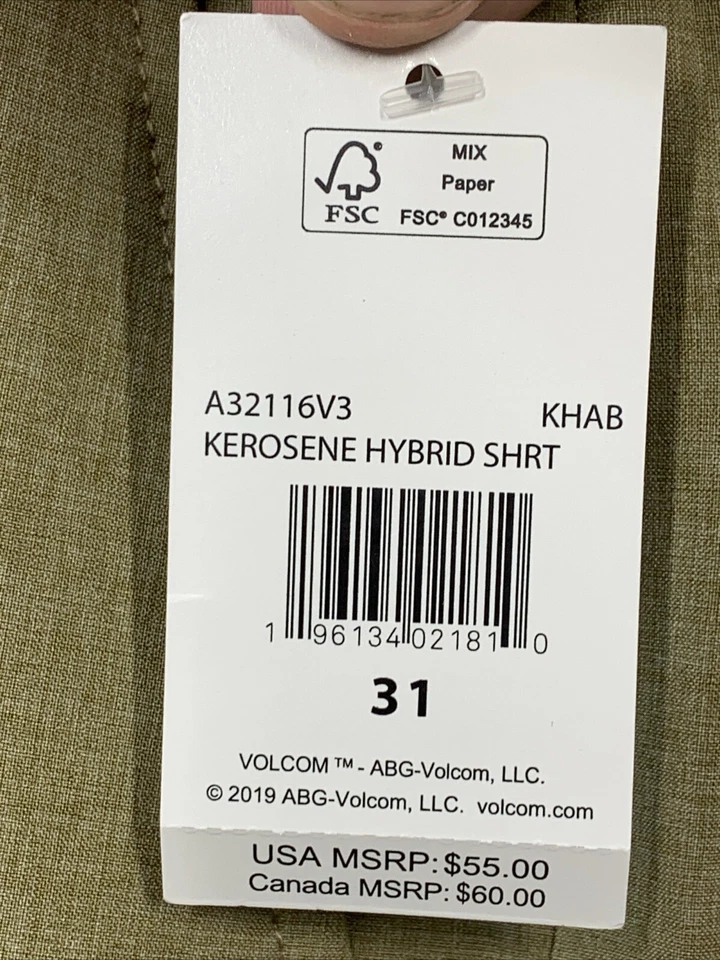 MIX
Paper
FSC® C012345
FSC
A32116V3 KHAB
KEROSENE HYBRID SHRT
1 96134 02181 0
31
VOLCOM ™ - ABG-Volcom, LLC.
© 2019 ABG-Volcom, LLC. volcom.com
USA MSRP: $55.00
Canada MSRP: $60.00